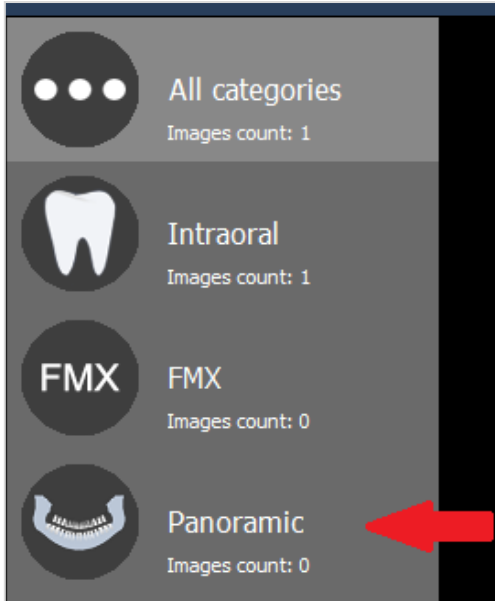 All categories
Images count: 1
Intraoral
Images count: 1
FMX
FMX
Images count: 0
Panoramic
Images count: 0